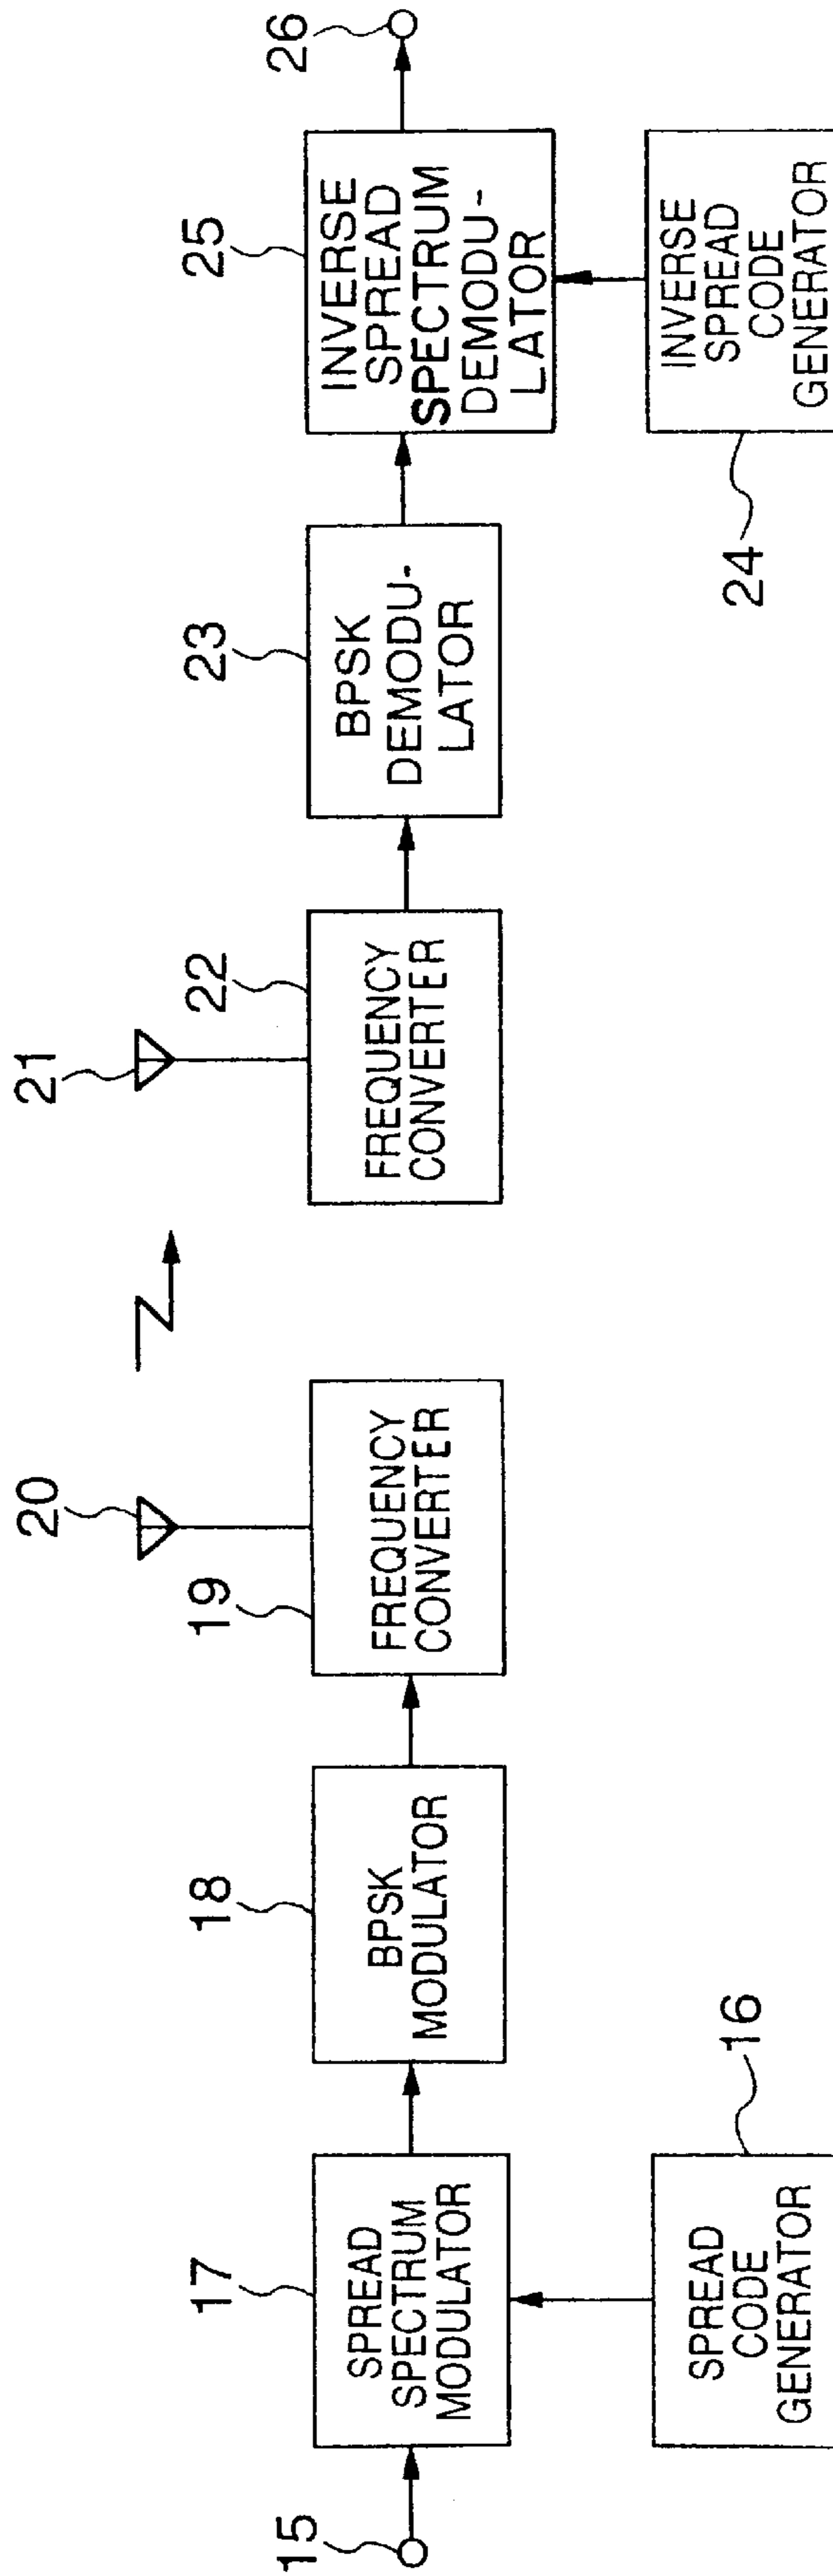 15
17
SPREAD
SPECTRUM
MODULATOR
16
SPREAD
CODE
GENERATOR
18
BPSK
MODULATOR
19
FREQUENCY
CONVERTER
20
21
22
FREQUENCY
CONVERTER
23
BPSK
DEMODU-
LATOR
25
INVERSE
SPREAD
SPECTRUM
DEMODU-
LATOR
24
INVERSE
SPREAD
CODE
GENERATOR
26